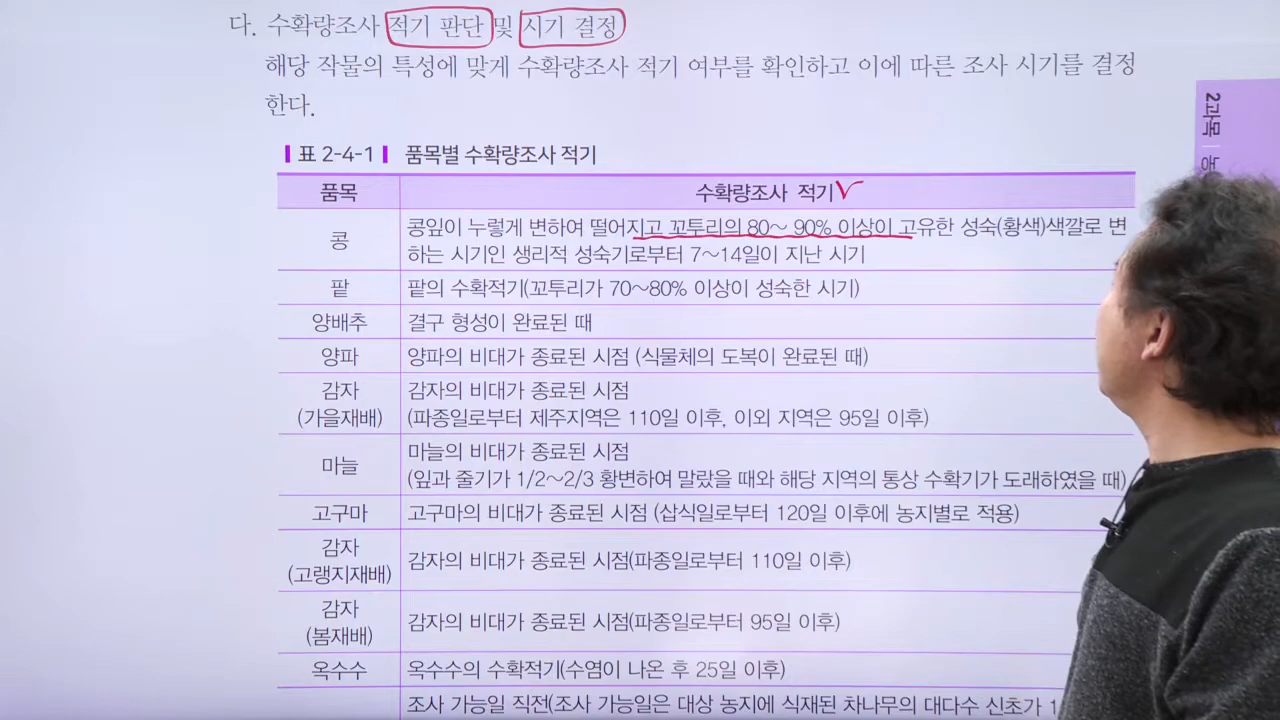 다. 수확량조사 적기 판단 및 시기 결정
해당 작물의 특성에 맞게 수확량조사 적기 여부를 확인하고 이에 따른 조사 시기를 결정
한다.
표 2-4-1 품목별 수확량조사 적기
품목 수확량조사 적기
콩 콩잎이 누렇게 변하여 떨어지고 꼬투리의 80~90% 이상이 고유한 성숙(황색)색깔로 변
하는 시기인 생리적 성숙기로부터 7~14일이 지난 시기
팥 팥의 수확적기(꼬투리가 70~80% 이상이 성숙한 시기)
양배추 결구 형성이 완료된 때
양파 양파의 비대가 종료된 시점 (식물체의 도복이 완료된 때)
감자
(가을재배)
감자의 비대가 종료된 시점
(파종일로부터 제주지역은 110일 이후, 이외 지역은 95일 이후)
마늘 마늘의 비대가 종료된 시점
(잎과 줄기가 1/2~2/3 황변하여 말랐을 때와 해당 지역의 통상 수확기가 도래하였을 때)
고구마 고구마의 비대가 종료된 시점 (삽식일로부터 120일 이후에 농지별로 적용)
감자
(고랭지재배)
감자의 비대가 종료된 시점(파종일로부터 110일 이후)
감자
(봄재배)
감자의 비대가 종료된 시점(파종일로부터 95일 이후)
옥수수 옥수수의 수확적기(수염이 나온 후 25일 이후)
조사 가능일 직전(조사 가능일은 대상 농지에 식재된 차나무의 대다수 신초가 1
2과목